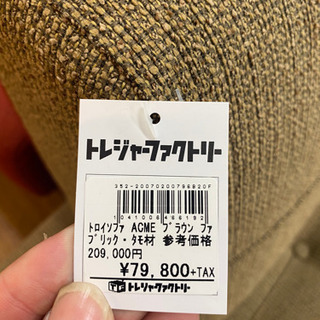 トレジャーファクトリー
352-20070200796820F
1041006466192
トロイソファ ACME ブラウン ファ
ブリック・タモ材 参考価格
209,000円
¥79,800+TAX
トレジャーファクトリー